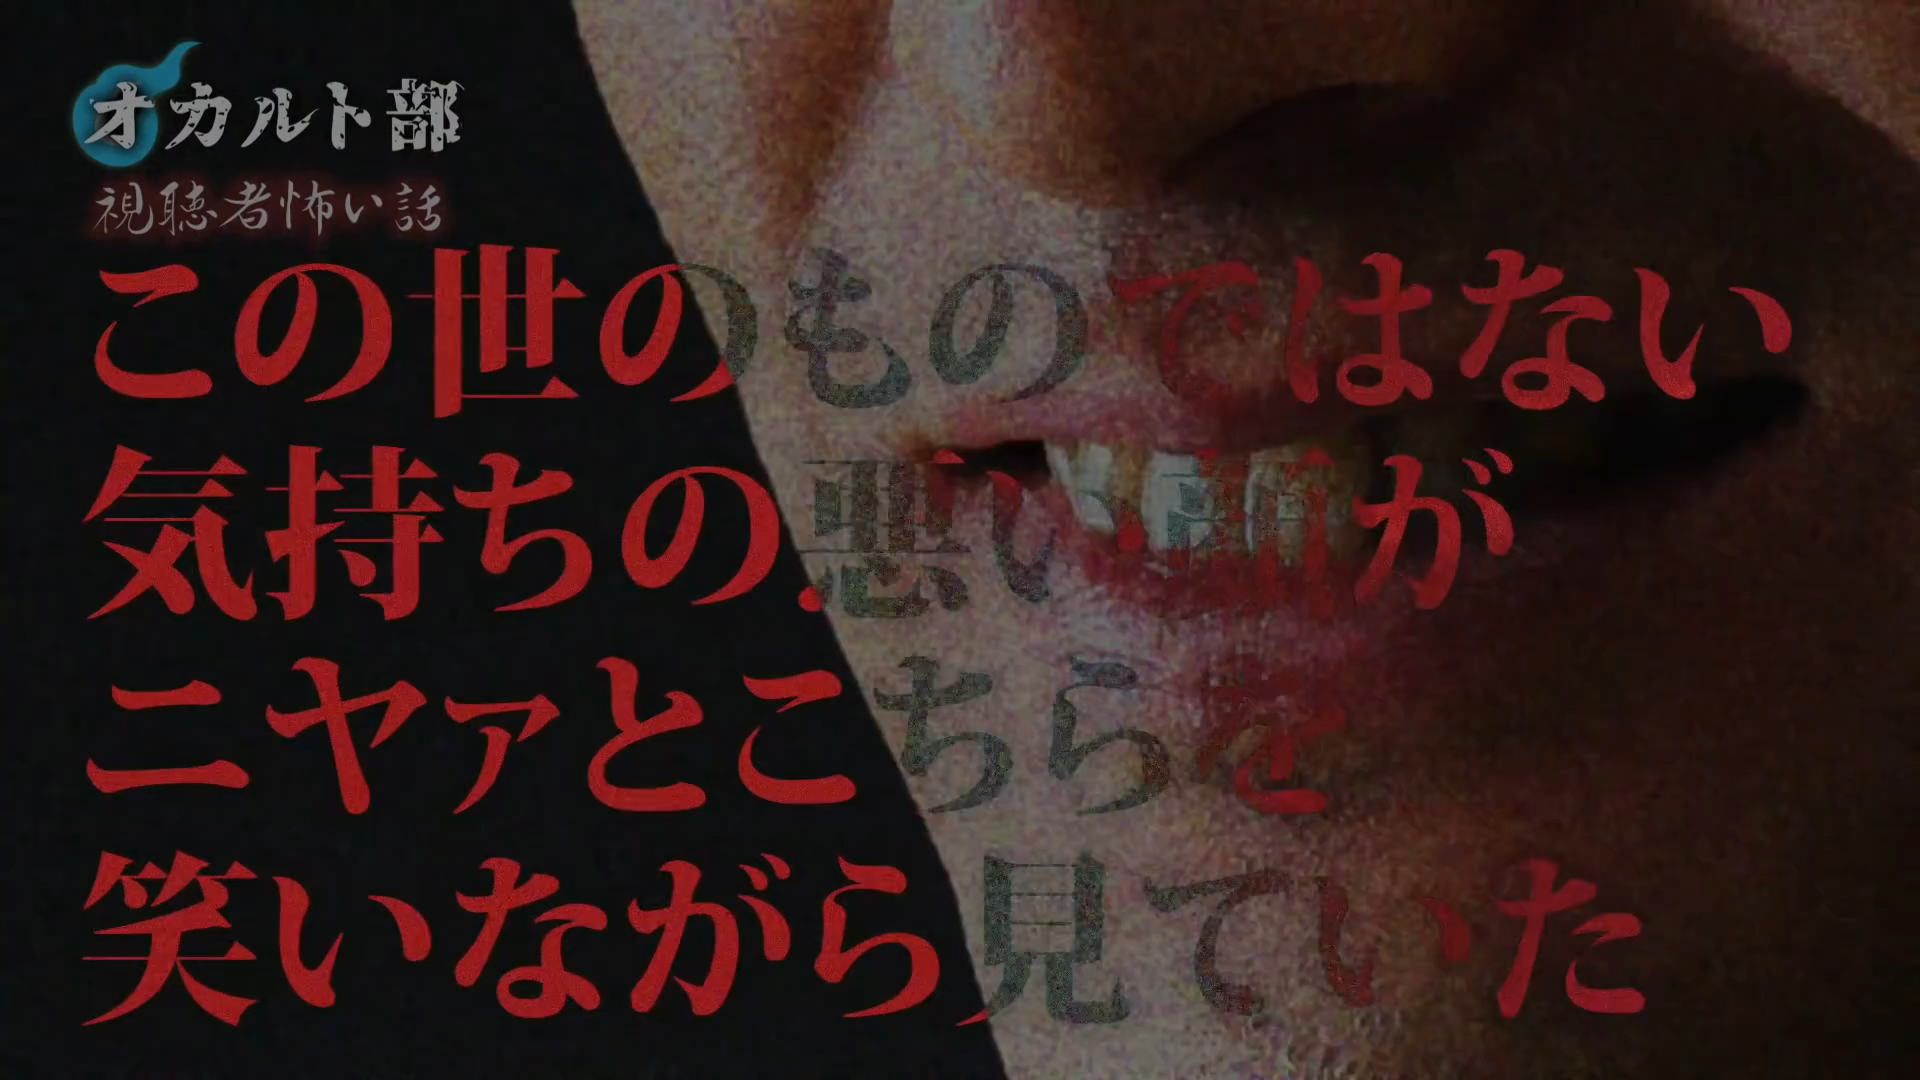 オカルト部
視聴者怖い話
この世のものではない
気持ちの悪い顔が
ニヤァとこちらを
笑いながら見ていた